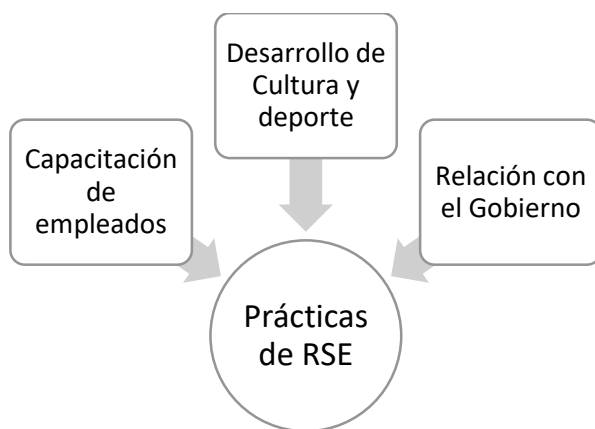 Desarrollo de
Cultura y
deporte
Capacitación
de
empleados
Relación con
el Gobierno
Prácticas
de RSE